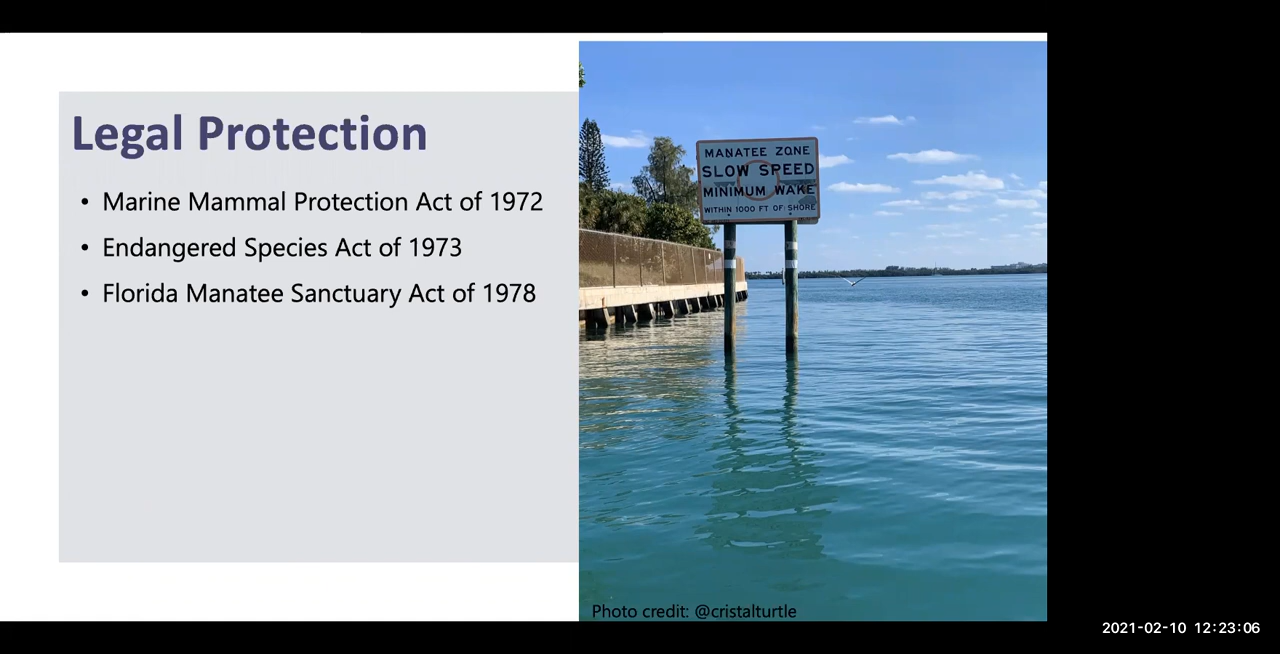 Legal Protection
• Marine Mammal Protection Act of 1972
• Endangered Species Act of 1973
• Florida Manatee Sanctuary Act of 1978
MANATEE ZONE
SLOW SPEED
MINIMUM WAKE
WITHIN 1000 FT OF SHORE
Photo credit: @cristalturtle
2021-02-10 12:23:06